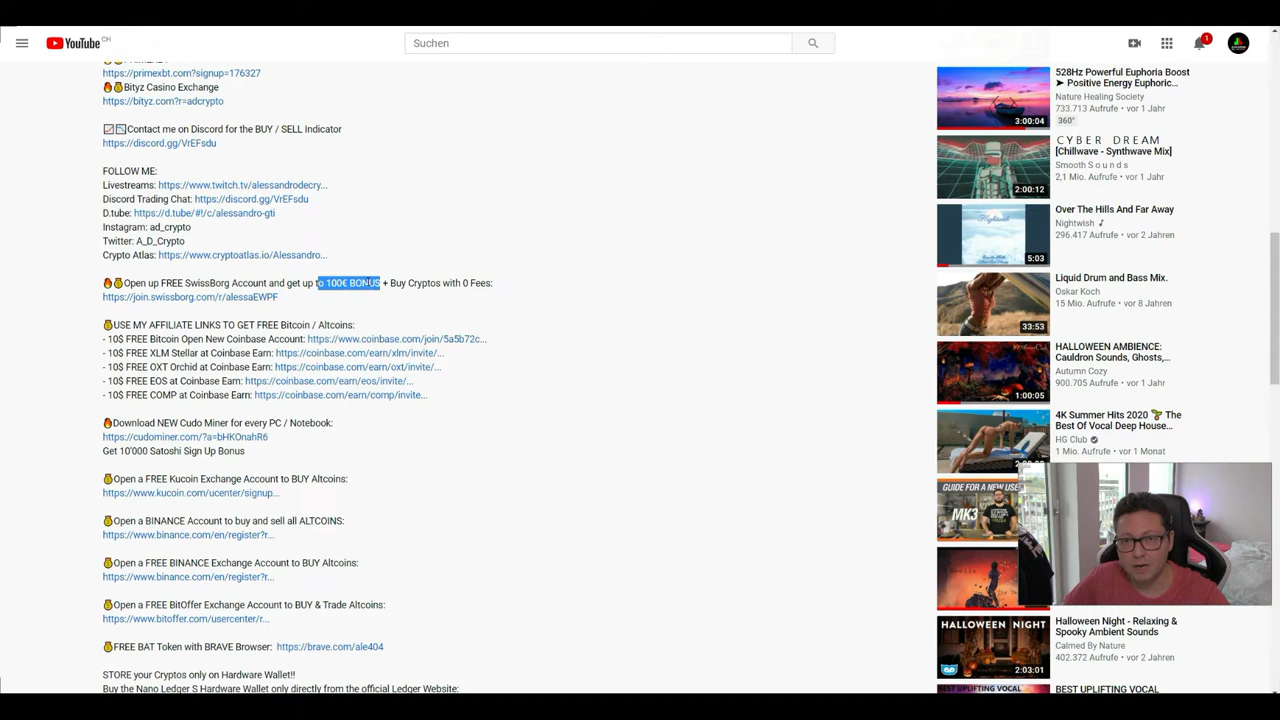 YouTube CH
Suchen
1
https://primexbt.com?signup=176327
Bityz Casino Exchange
https://bityz.com?r=adcrypto
Contact me on Discord for the BUY / SELL Indicator
https://discord.gg/VrEFsdu
FOLLOW ME:
Livestreams: https://www.twitch.tv/alessandrodecry...
Discord Trading Chat: https://discord.gg/VrEFsdu
D.tube: https://d.tube/#!/c/alessandro-gti
Instagram: ad_crypto
Twitter: A_D_Crypto
Crypto Atlas: https://www.cryptoatlas.io/Alessandro...
🔥💰Open up FREE SwissBorg Account and get up to 100€ BONUS + Buy Cryptos with 0 Fees:
https://join.swissborg.com/r/alessaEWPF
💰USE MY AFFILIATE LINKS TO GET FREE Bitcoin / Altcoins:
- 10$ FREE Bitcoin Open New Coinbase Account: https://www.coinbase.com/join/5a5b72c...
- 10$ FREE XLM Stellar at Coinbase Earn: https://coinbase.com/earn/xlm/invite/...
- 10$ FREE OXT Orchid at Coinbase Earn: https://coinbase.com/earn/oxt/invite/...
- 10$ FREE EOS at Coinbase Earn: https://coinbase.com/earn/eos/invite/...
- 10$ FREE COMP at Coinbase Earn: https://coinbase.com/earn/comp/invite...
🔥Download NEW Cudo Miner for every PC / Notebook:
https://cudominer.com/?a=bHKOnahR6
Get 10'000 Satoshi Sign Up Bonus
💰Open a FREE Kucoin Exchange Account to BUY Altcoins:
https://www.kucoin.com/ucenter/signup...
💰Open a BINANCE Account to buy and sell all ALTCOINS:
https://www.binance.com/en/register?r...
💰Open a FREE BINANCE Exchange Account to BUY Altcoins:
https://www.binance.com/en/register?r...
💰Open a FREE BitOffer Exchange Account to BUY & Trade Altcoins:
https://www.bitoffer.com/usercenter/r...
💰FREE BAT Token with BRAVE Browser: https://brave.com/ale404
STORE your Cryptos only on Hardware Wallet!!
Buy the Nano Ledger S Hardware Wallet only directly from the official Ledger Website:
3:00:04
528Hz Powerful Euphoria Boost
➤ Positive Energy Euphoric...
Nature Healing Society
733.713 Aufrufe • vor 1 Jahr
360°
2:00:12
C Y B E R D R E A M
[Chillwave - Synthwave Mix]
Smooth S o u n d s
2,1 Mio. Aufrufe • vor 1 Jahr
5:03
Over The Hills And Far Away
Nightwish ♪
296.417 Aufrufe • vor 2 Jahren
33:53
Liquid Drum and Bass Mix.
Oskar Koch
15 Mio. Aufrufe • vor 8 Jahren
1:00:05
HALLOWEEN AMBIENCE:
Cauldron Sounds, Ghosts,...
Autumn Cozy
900.705 Aufrufe • vor 1 Jahr
4K Summer Hits 2020 🌴 The
Best Of Vocal Deep House...
HG Club
1 Mio. Aufrufe • vor 1 Monat
GUIDE FOR A NEW USE
MK3
HALLOWEEN NIGHT
2:03:01
Halloween Night - Relaxing &
Spooky Ambient Sounds
Calmed By Nature
402.372 Aufrufe • vor 2 Jahren
BEST UPLIFTING VOCAL
BEST UPLIFTING VOCAL